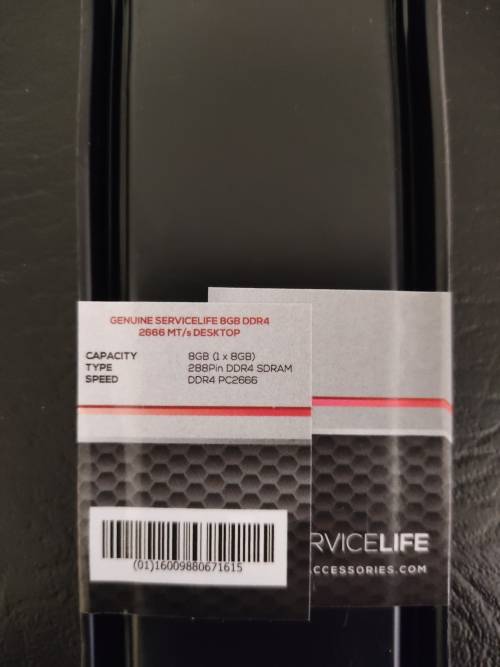 GENUINE SERVICELIFE 8GB DDR4
2666 MT/s DESKTOP
CAPACITY 8GB (1 x 8GB)
TYPE 288Pin DDR4 SDRAM
SPEED DDR4 PC2666
(01)16009880671615
RVICELIFE
CCESSORIES.COM